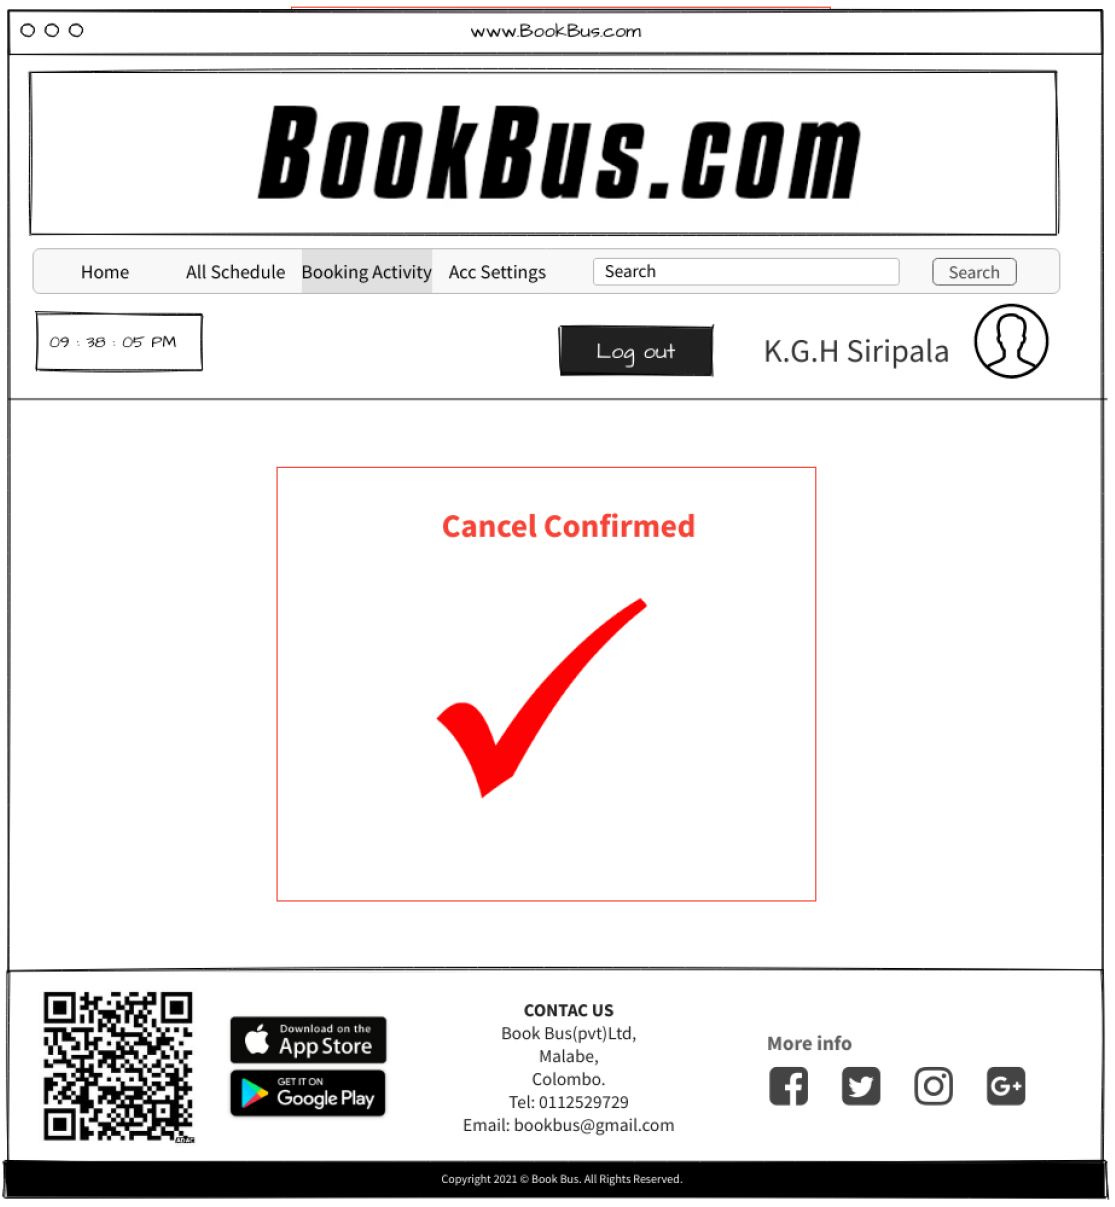 www.BookBus.com
BookBus.com
Home All Schedule Booking Activity Acc Settings Search Search
09 : 38 : 05 PM
Log out
K.G.H Siripala
Cancel Confirmed
CONTAC US
Book Bus(pvt)Ltd,
Malabe,
Colombo.
Tel: 0112529729
Email: bookbus@gmail.com
Download on the
App Store
GET IT ON
Google Play
More info
G+
Copyright 2021 © Book Bus. All Rights Reserved.